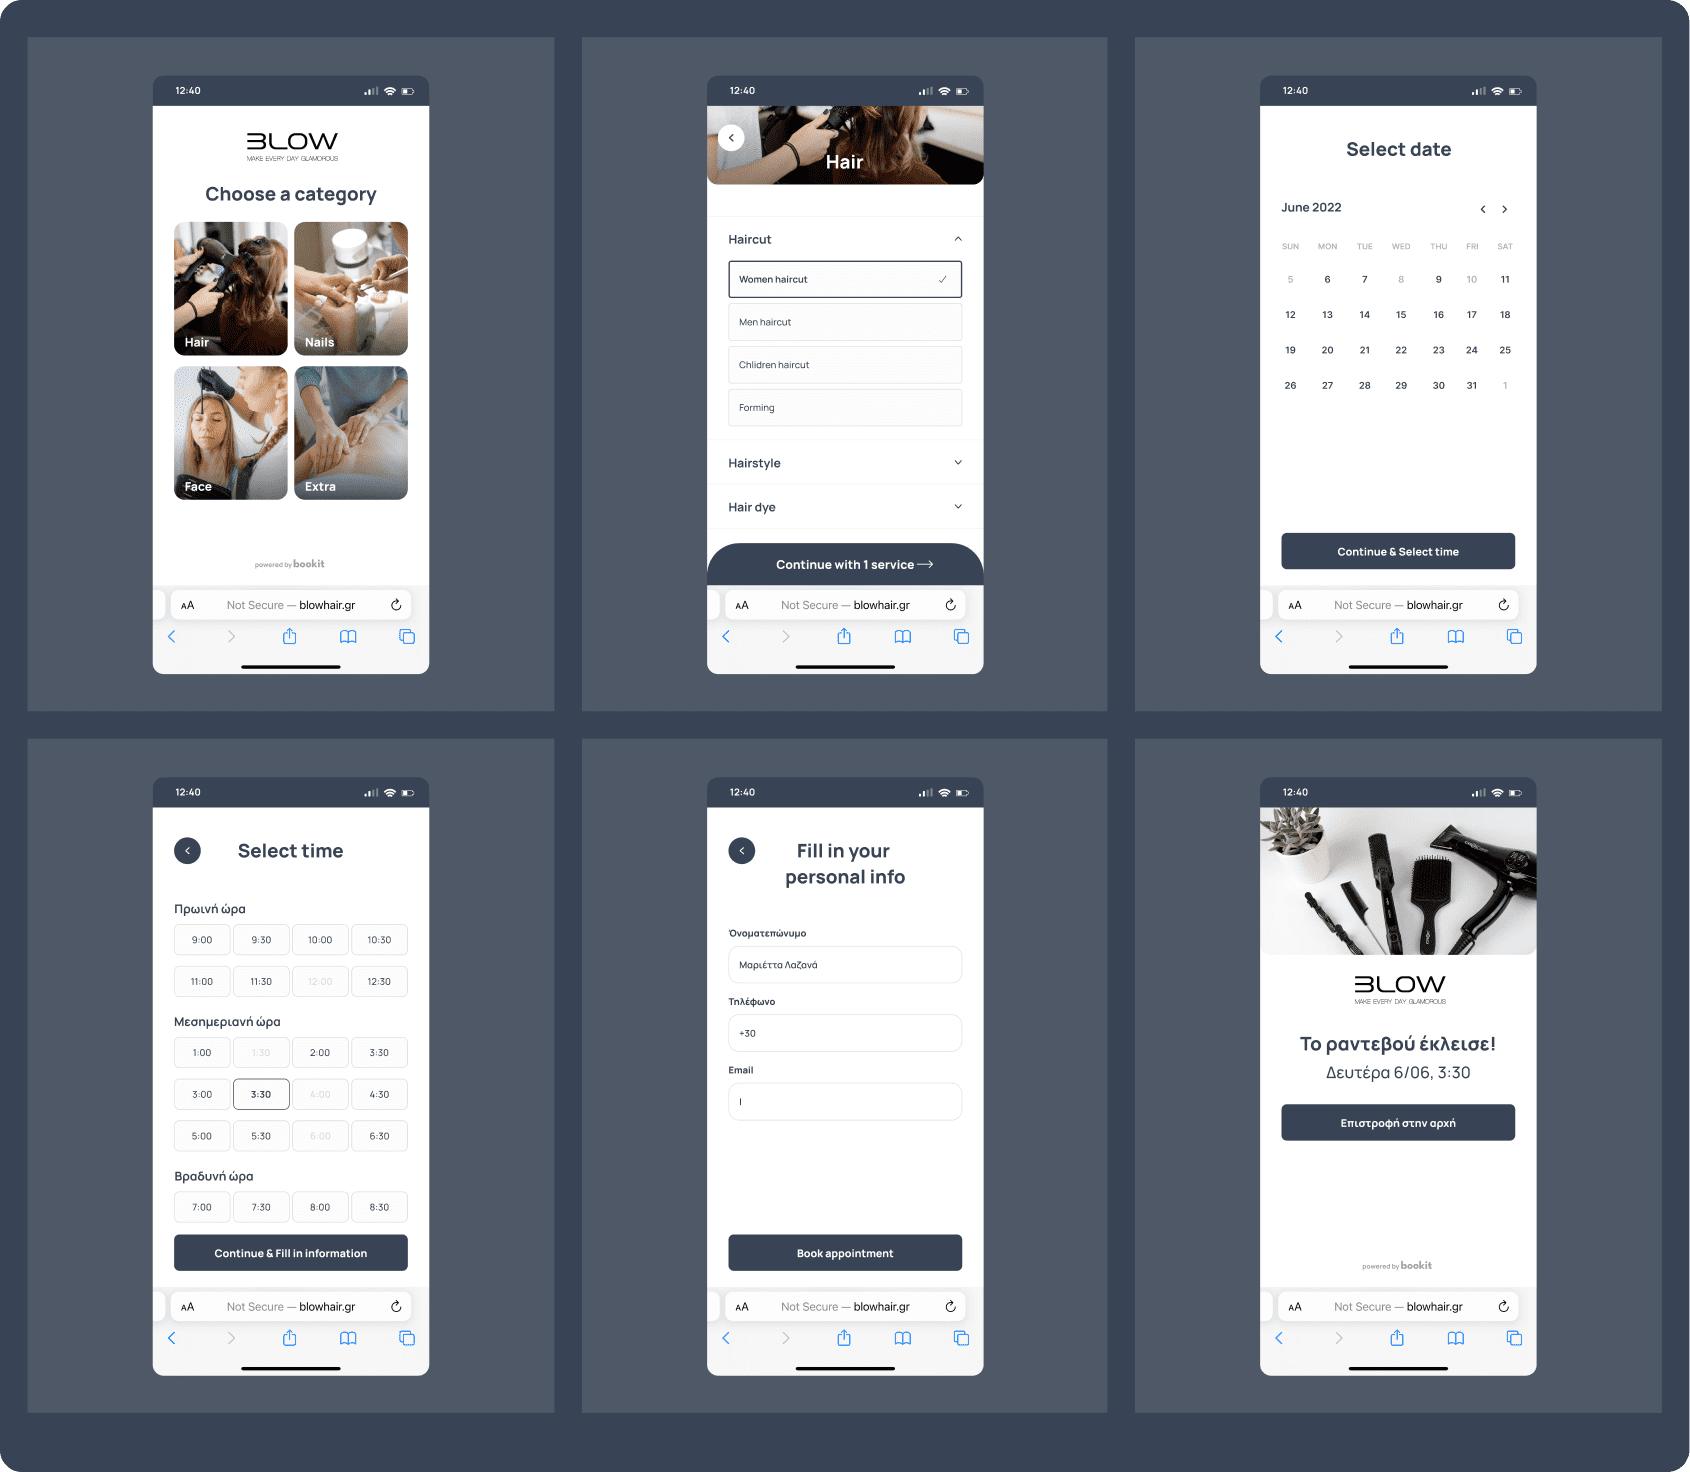 12:40
BLOW
MAKE EVERY DAY GLAMOROUS
Choose a category
Hair
Nails
Face
Extra
powered by bookit
AA Not Secure — blowhair.gr
12:40
Hair
Haircut
Women haircut
Men haircut
Chlidren haircut
Forming
Hairstyle
Hair dye
Continue with 1 service
AA Not Secure — blowhair.gr
12:40
Select date
June 2022
SUN MON TUE WED THU FRI SAT
5 6 7 8 9 10 11
12 13 14 15 16 17 18
19 20 21 22 23 24 25
26 27 28 29 30 31 1
Continue & Select time
AA Not Secure — blowhair.gr
12:40
Select time
Πρωινή ώρα
9:00 9:30 10:00 10:30
11:00 11:30 12:00 12:30
Μεσημεριανή ώρα
1:00 1:30 2:00 3:30
3:00 3:30 4:00 4:30
5:00 5:30 6:00 6:30
Βραδυνή ώρα
7:00 7:30 8:00 8:30
Continue & Fill in information
AA Not Secure — blowhair.gr
12:40
Fill in your
personal info
Όνοματεπώνυμο
Μαριέττα Λαζανά
Τηλέφωνο
+30
Email
Book appointment
AA Not Secure — blowhair.gr
12:40
BLOW
MAKE EVERY DAY GLAMOROUS
Το ραντεβού έκλεισε!
Δευτέρα 6/06, 3:30
Επιστροφή στην αρχή
powered by bookit
AA Not Secure — blowhair.gr